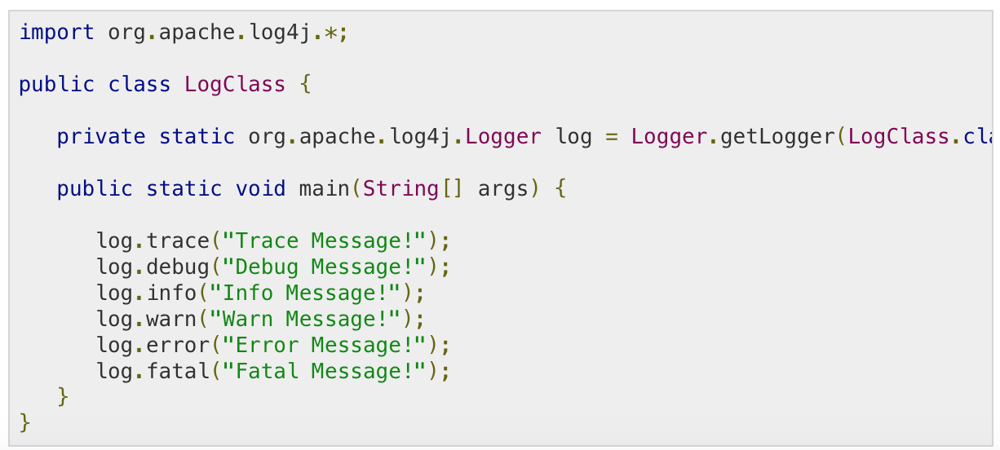 import org.apache.log4j.*;
public class LogClass {
private static org.apache.log4j.Logger log = Logger.getLogger(LogClass.cla
public static void main(String[] args) {
log.trace("Trace Message!");
log.debug("Debug Message!");
log.info("Info Message!");
log.warn("Warn Message!");
log.error("Error Message!");
log.fatal("Fatal Message!");
}
}